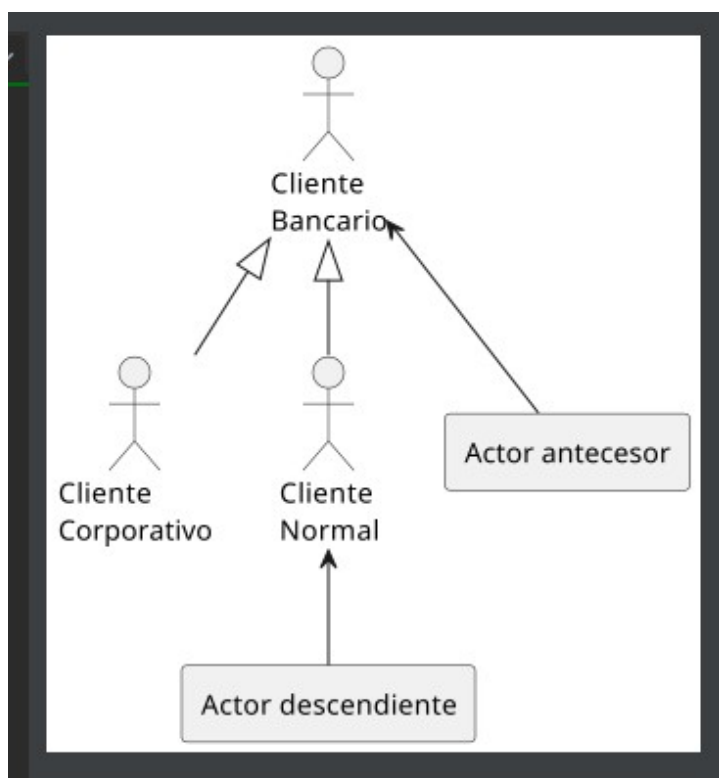 Cliente
Bancario
Actor antecesor
Cliente
Corporativo
Cliente
Normal
Actor descendiente